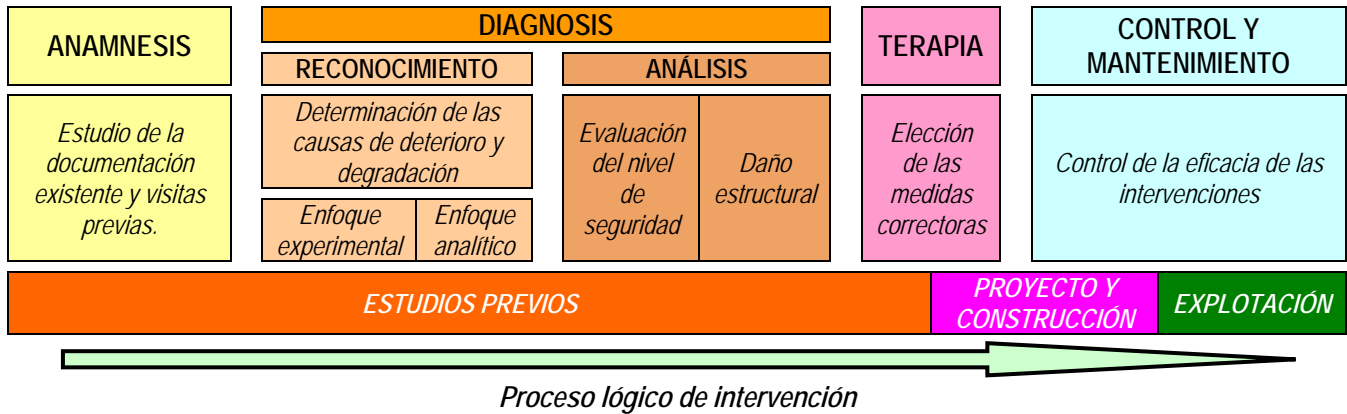 ANAMNESIS
Estudio de la
documentación
existente y visitas
previas.
DIAGNOSIS
RECONOCIMIENTO
Determinación de las
causas de deterioro y
degradación
Enfoque
experimental
Enfoque
analítico
ANÁLISIS
Evaluación
del nivel
de
seguridad
Daño
estructural
TERAPIA
Elección
de las
medidas
correctoras
CONTROL Y
MANTENIMIENTO
Control de la eficacia de las
intervenciones
ESTUDIOS PREVIOS
PROYECTO Y
CONSTRUCCIÓN
EXPLOTACIÓN
Proceso lógico de intervención